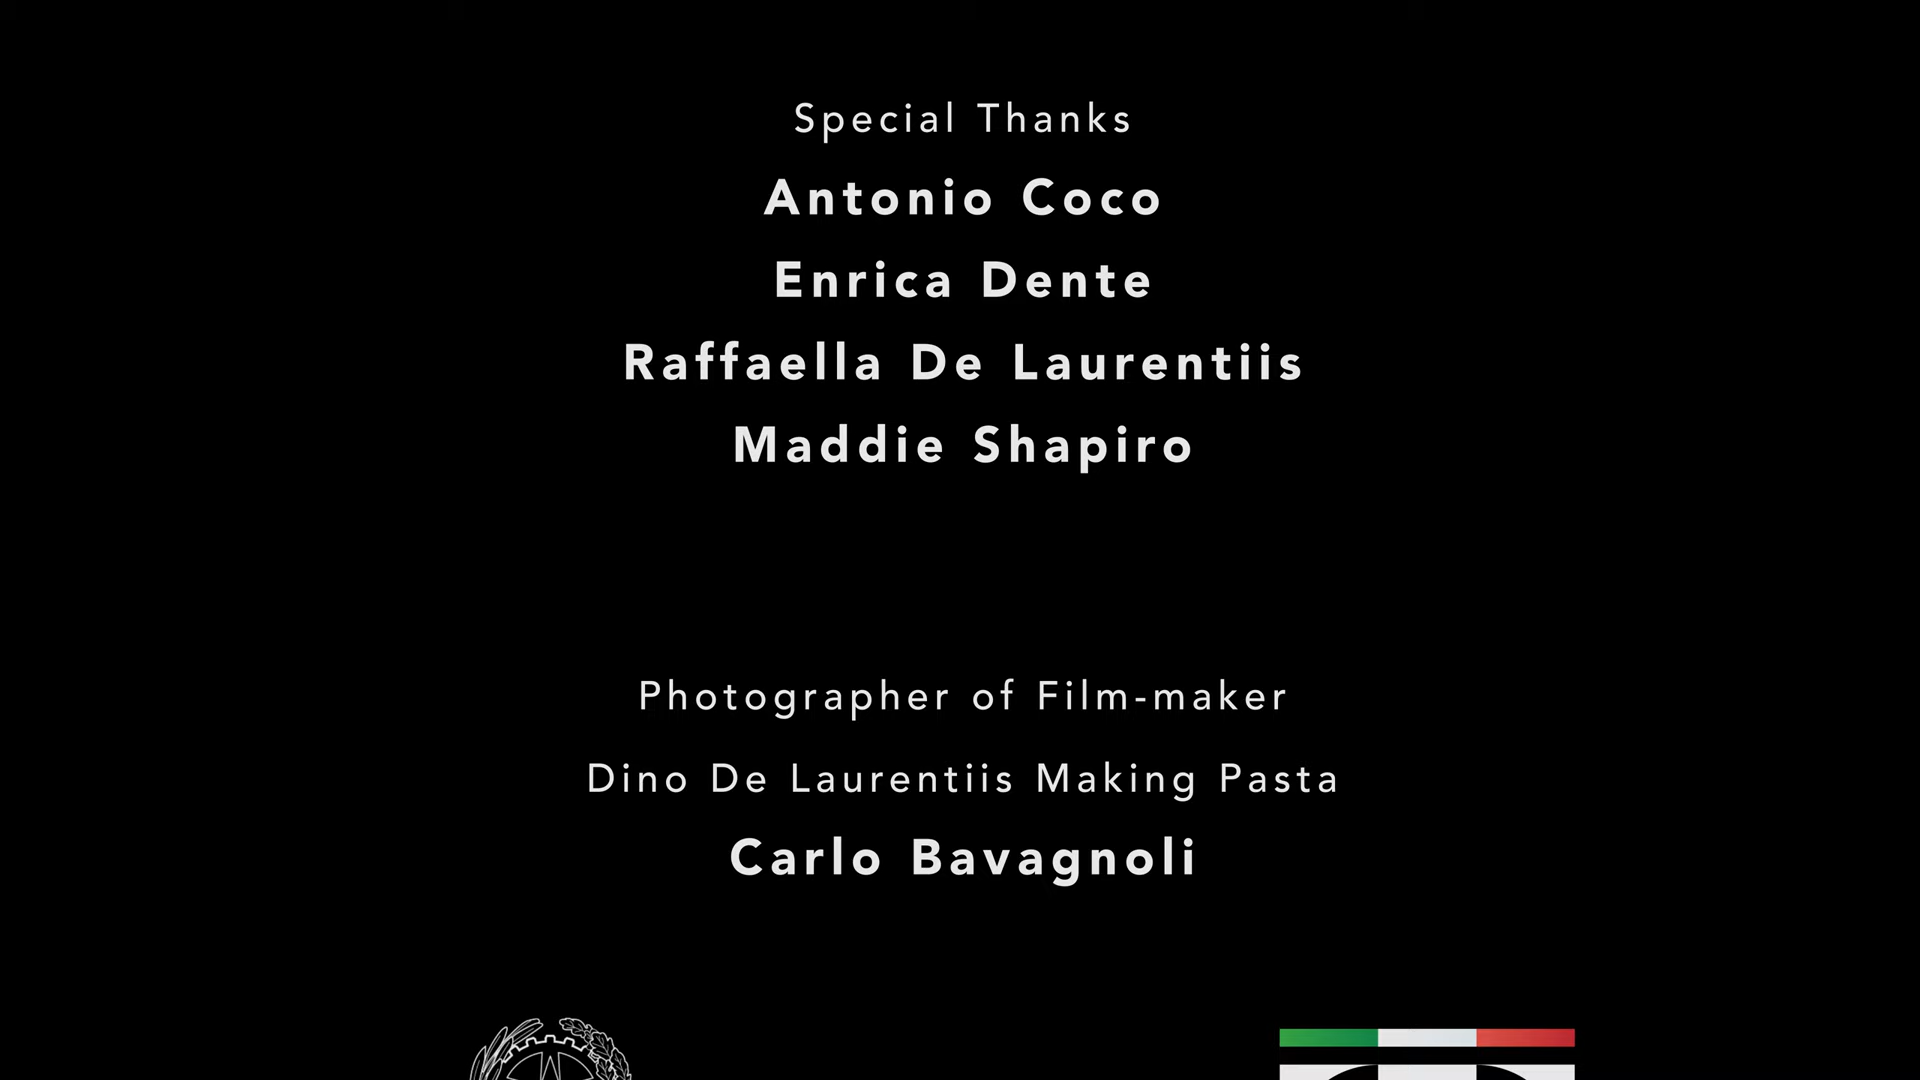 Special Thanks
Antonio Coco
Enrica Dente
Raffaella De Laurentiis
Maddie Shapiro
Photographer of Film-maker
Dino De Laurentiis Making Pasta
Carlo Bavagnoli